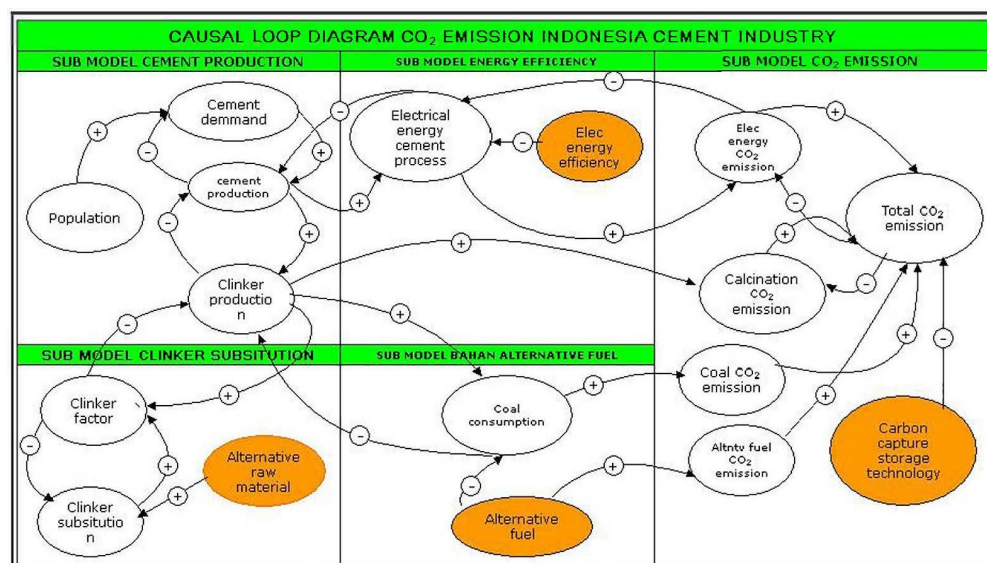 CAUSAL LOOP DIAGRAM CO₂ EMISSION INDONESIA CEMENT INDUSTRY
SUB MODEL CEMENT PRODUCTION
SUB MODEL ENERGY EFFICIENCY
SUB MODEL CO₂ EMISSION
Cement
demmand
+
-
+
cement
production
Population
-
+
Clinker
productio
n
-
Electrical
energy
cement
process
-
Elec
energy
efficiency
+
+
+
-
Elec
energy
CO₂
emission
+
-
Total CO₂
emission
+
Calcination
CO₂
emission
-
SUB MODEL CLINKER SUBSITUTION
SUB MODEL BAHAN ALTERNATIVE FUEL
-
Clinker
factor
+
-
+
Clinker
subsitutio
n
+
Alternative
raw
material
+
Coal
consumption
-
+
-
Alternative
fuel
+
Coal CO₂
emission
+
Altntv fuel
CO₂
emission
+
-
Carbon
capture
storage
technology